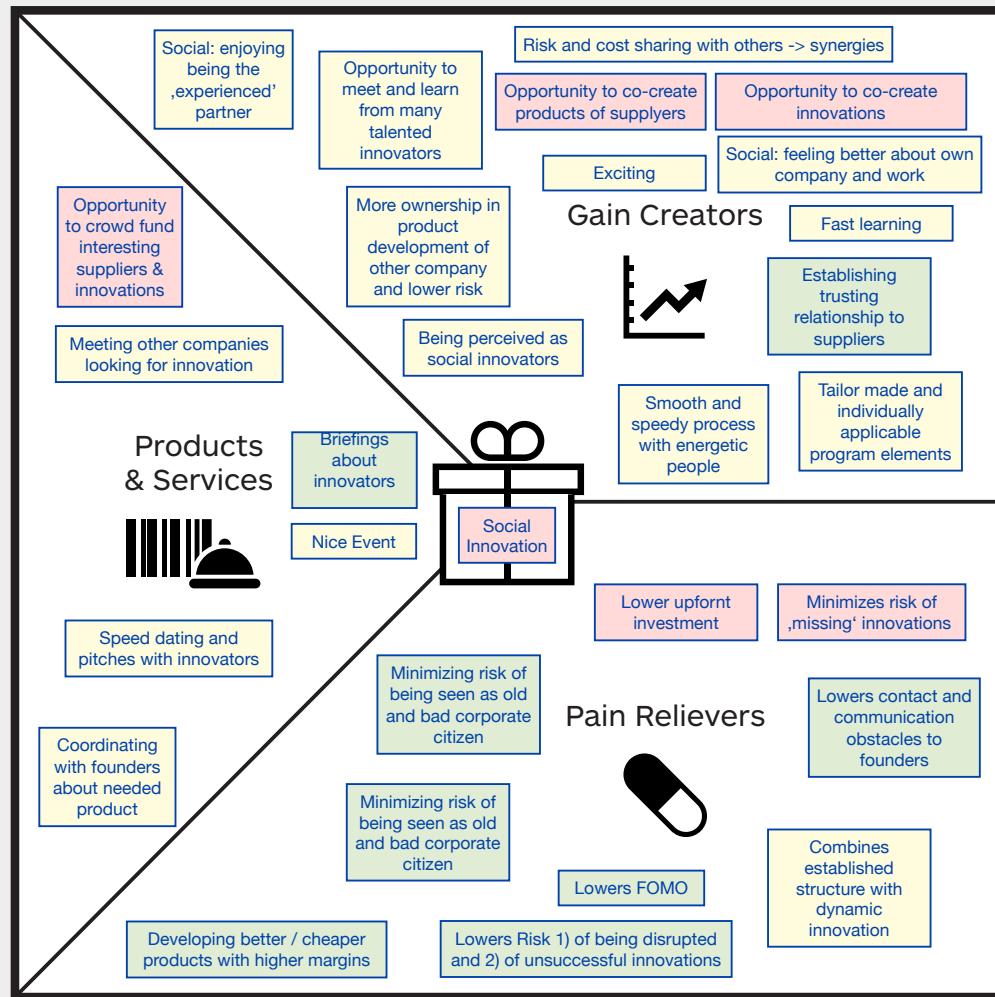 Social: enjoying
being the
‚experienced’
partner
Opportunity to
meet and learn
from many
talented
innovators
Risk and cost sharing with others -> synergies
Opportunity to co-create
products of supplyers
Opportunity to co-create
innovations
Exciting
Social: feeling better about own
company and work
Gain Creators
Fast learning
Opportunity
to crowd fund
interesting
suppliers &
innovations
More ownership in
product
development of
other company
and lower risk
Establishing
trusting
relationship to
suppliers
Meeting other companies
looking for innovation
Being perceived as
social innovators
Smooth and
speedy process
with energetic
people
Tailor made and
individually
applicable
program elements
Products
& Services
Briefings
about
innovators
Nice Event
Social
Innovation
Speed dating and
pitches with innovators
Coordinating
with founders
about needed
product
Lower upfornt
investment
Minimizes risk of
‚missing‘ innovations
Minimizing risk of
being seen as old
and bad corporate
citizen
Pain Relievers
Lowers contact and
communication
obstacles to
founders
Minimizing risk of
being seen as old
and bad corporate
citizen
Lowers FOMO
Combines
established
structure with
dynamic
innovation
Developing better / cheaper
products with higher margins
Lowers Risk 1) of being disrupted
and 2) of unsuccessful innovations